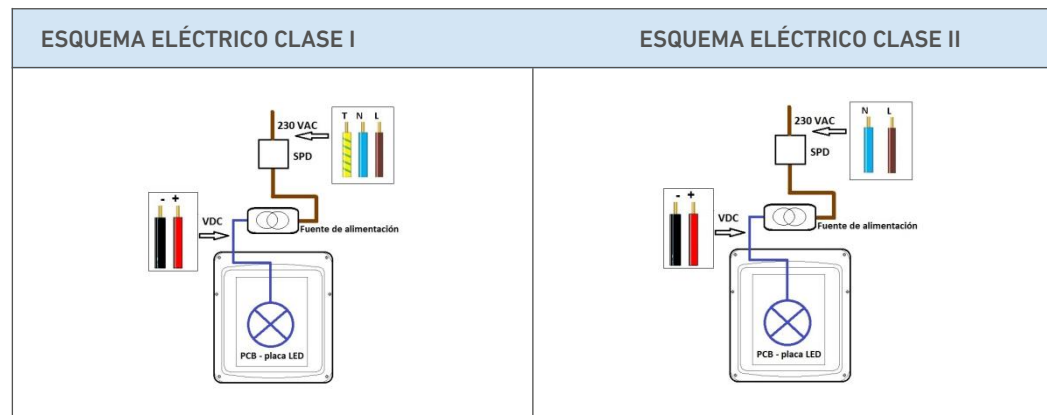 ESQUEMA ELÉCTRICO CLASE I
T N L
230 VAC
SPD
- +
VDC
Fuente de alimentación
PCB - placa LED
ESQUEMA ELÉCTRICO CLASE II
N L
230 VAC
SPD
- +
VDC
Fuente de alimentación
PCB - placa LED